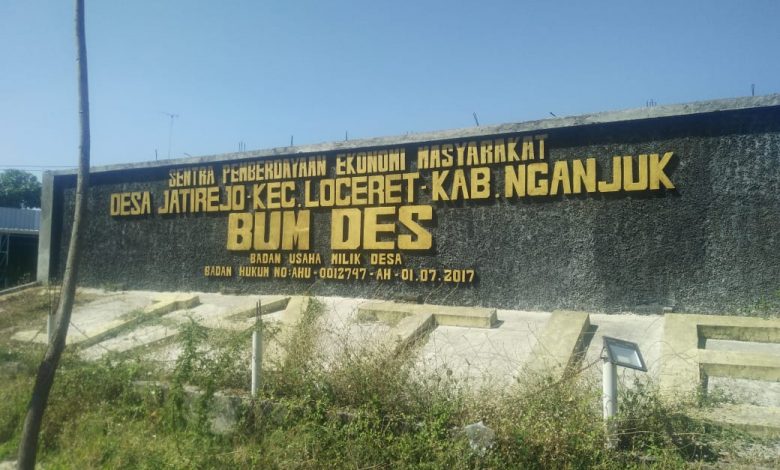 SENTRA PEMBERDAYAAN EKONOMI MASYARAKAT
DESA JATIREJO-KEC. LOCERET-KAB. NGANJUK
BUM DES
BADAN USAHA MILIK DESA
BADAN HUKUM NO:AHU-0012747-AH-01.07.2017